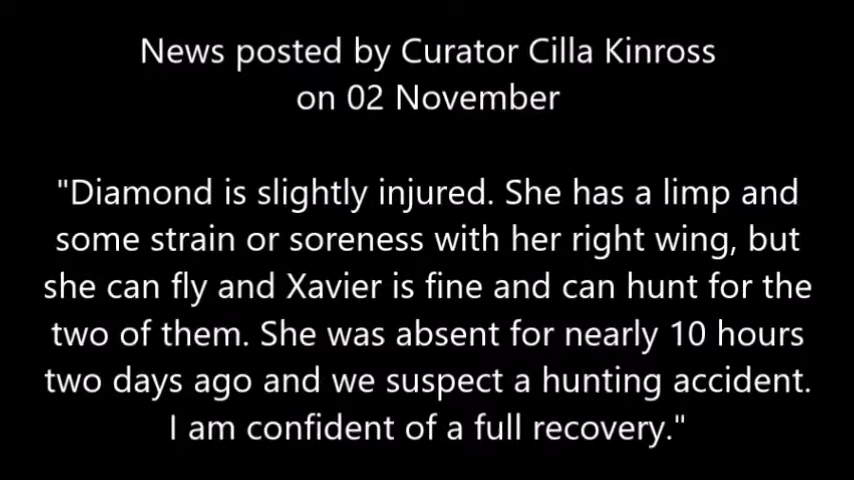 News posted by Curator Cilla Kinross
on 02 November
"Diamond is slightly injured. She has a limp and
some strain or soreness with her right wing, but
she can fly and Xavier is fine and can hunt for the
two of them. She was absent for nearly 10 hours
two days ago and we suspect a hunting accident.
I am confident of a full recovery."